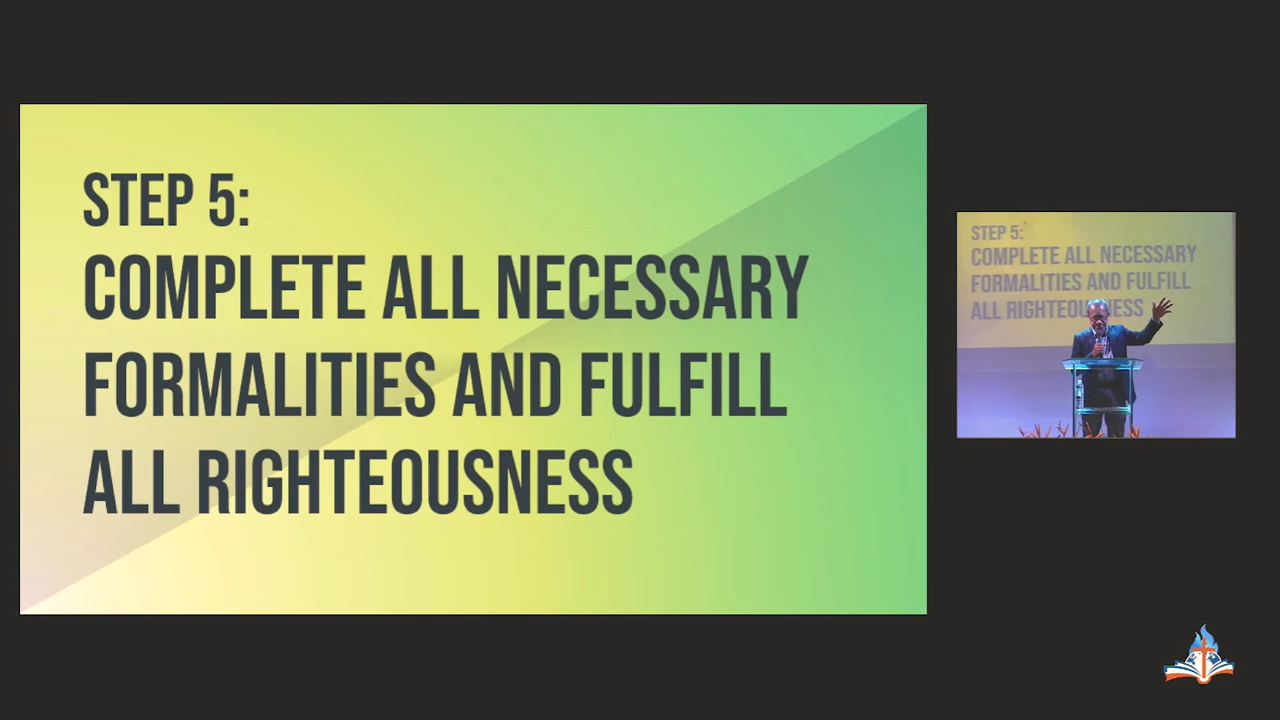 STEP 5:
COMPLETE ALL NECESSARY
FORMALITIES AND FULFILL
ALL RIGHTEOUSNESS
STEP 5:
COMPLETE ALL NECESSARY
FORMALITIES AND FULFILL
ALL RIGHTEOUSNESS